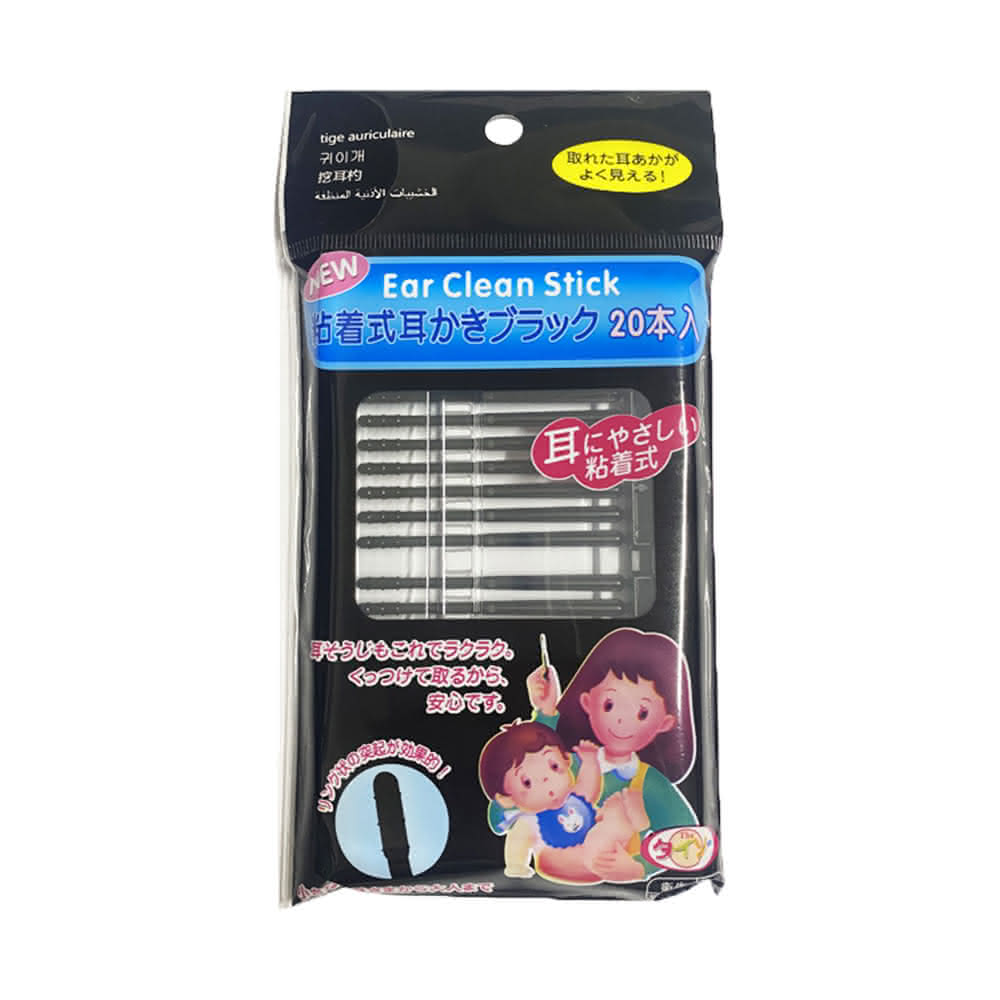 tige auriculaire
귀이개
挖耳杓
الخشيبات الأذنية المنظفة
取れた耳あかが
よく見える!
NEW
Ear Clean Stick
粘着式耳かきブラック 20本入
耳にやさしい
粘着式
耳そうじもこれでラクラク。
くっつけて取るから、
安心です。
リング状の突起が効果的!
The